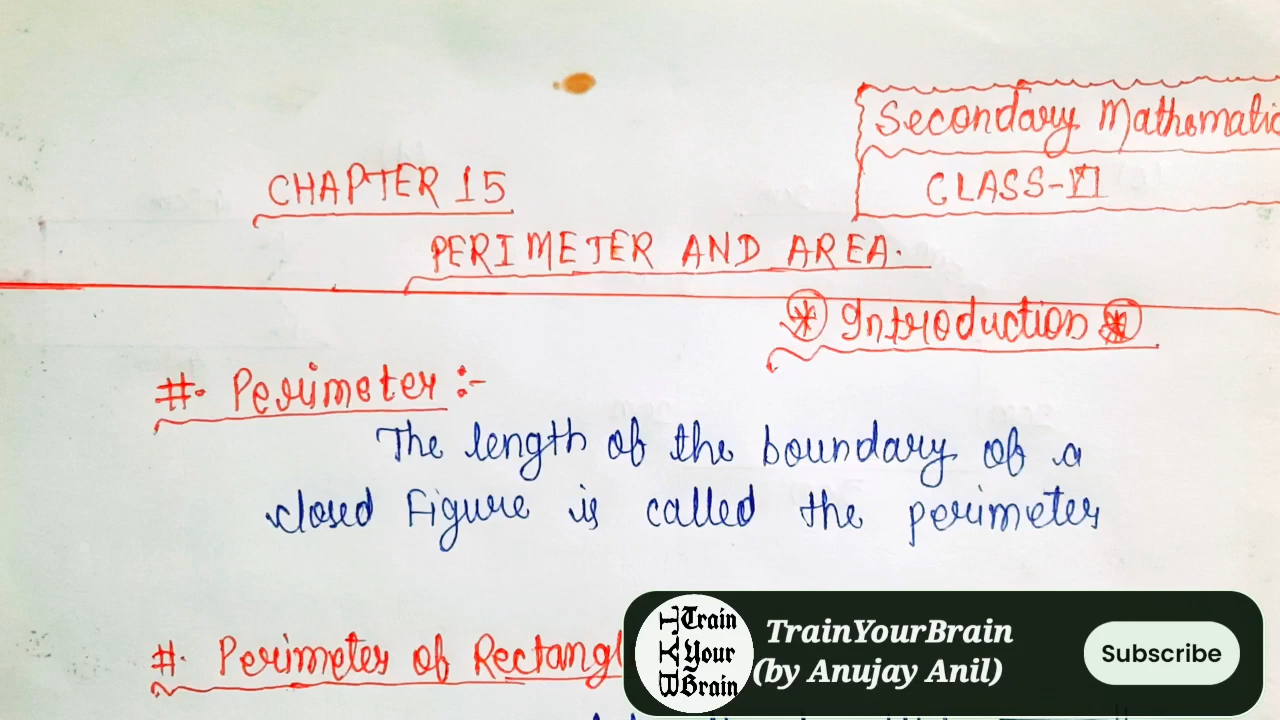 Secondary Mathematic
CLASS-VI
CHAPTER 15
PERIMETER AND AREA.
Introduction
#. Perimeter :-
The length of the boundary of a
closed Figure is called the perimeter
#. Perimeter of Rectangl
Train
Your
Brain
TYB
TrainYourBrain
(by Anujay Anil)
Subscribe